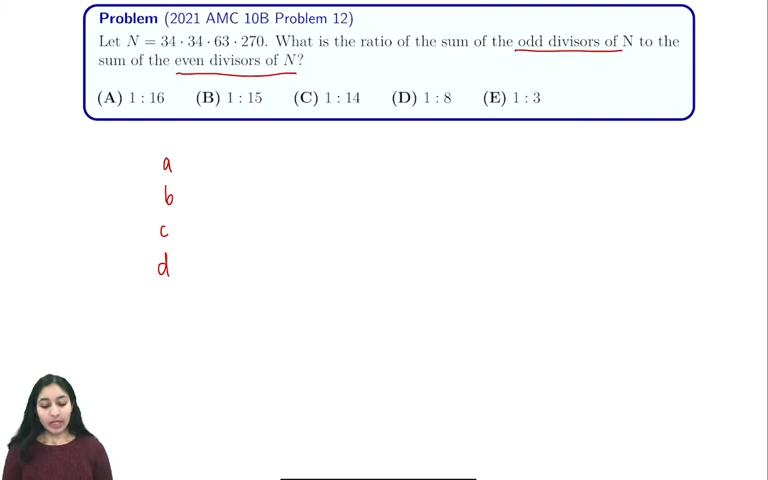 Problem (2021 AMC 10B Problem 12)
Let N = 34 · 34 · 63 · 270. What is the ratio of the sum of the odd divisors of N to the
sum of the even divisors of N?
(A) 1 : 16 (B) 1 : 15 (C) 1 : 14 (D) 1 : 8 (E) 1 : 3
a
b
c
d